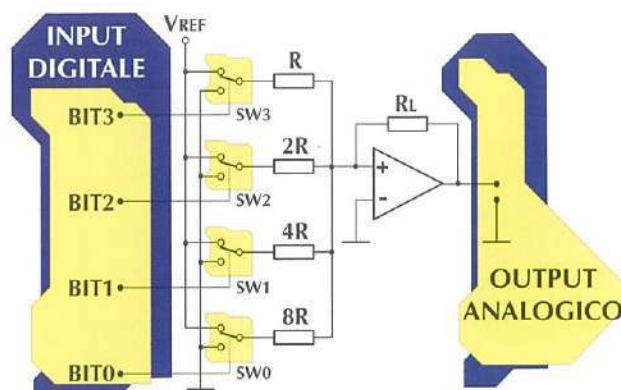 INPUT
DIGITALE
VREF
R
SW3
BIT3
RL
2R
+
-
SW2
BIT2
4R
SW1
BIT1
8R
SW0
BIT0
OUTPUT
ANALOGICO